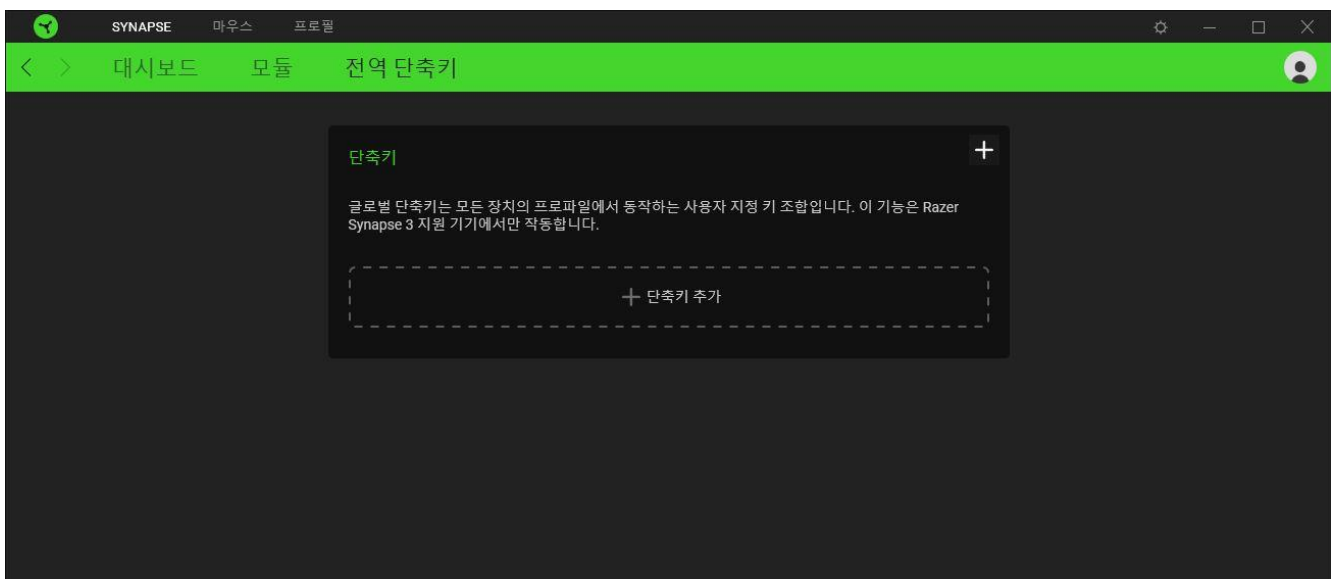 SYNAPSE 마우스 프로필
대시보드 모듈 전역 단축키
단축키
글로벌 단축키는 모든 장치의 프로파일에서 동작하는 사용자 지정 키 조합입니다. 이 기능은 Razer
Synapse 3 지원 기기에서만 작동합니다.
단축키 추가